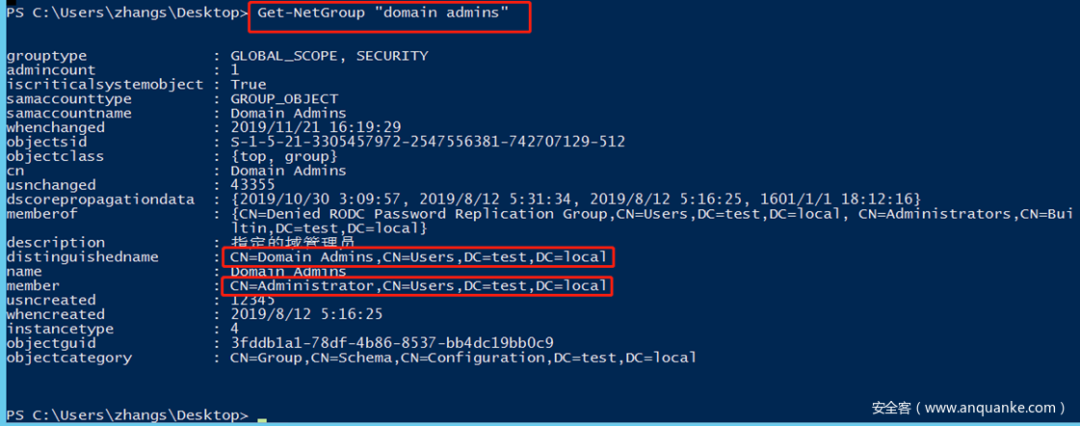 PS C:\Users\zhangs\Desktop> Get-NetGroup "domain admins"
grouptype : GLOBAL_SCOPE, SECURITY
admincount : 1
iscriticalsystemobject : True
samaccounttype : GROUP_OBJECT
samaccountname : Domain Admins
whenchanged : 2019/11/21 16:19:29
objectsid : S-1-5-21-3305457972-2547556381-742707129-512
objectclass : {top, group}
cn : Domain Admins
usnchanged : 43355
dscorepropagationdata : {2019/10/30 3:09:57, 2019/8/12 5:31:34, 2019/8/12 5:16:25, 1601/1/1 18:12:16}
memberof : {CN=Denied RODC Password Replication Group,CN=Users,DC=test,DC=local, CN=Administrators,CN=Bui
ltin,DC=test,DC=local}
description : 指定的域管理员
distinguishedname : CN=Domain Admins,CN=Users,DC=test,DC=local
name : Domain Admins
member : CN=Administrator,CN=Users,DC=test,DC=local
usncreated : 12345
whencreated : 2019/8/12 5:16:25
instancetype : 4
objectguid : 3fddb1a1-78df-4b86-8537-bb4dc19bb0c9
objectcategory : CN=Group,CN=Schema,CN=Configuration,DC=test,DC=local
PS C:\Users\zhangs\Desktop> _
安全客（www.anquanke.com）